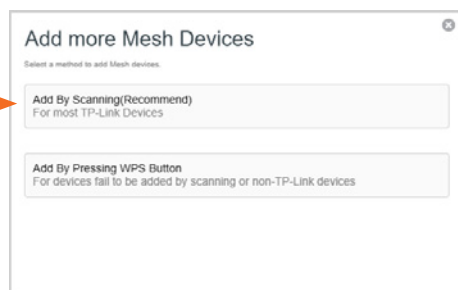 Add more Mesh Devices
Select a method to add Mesh devices.
Add By Scanning(Recommend)
For most TP-Link Devices
Add By Pressing WPS Button
For devices fail to be added by scanning or non-TP-Link devices